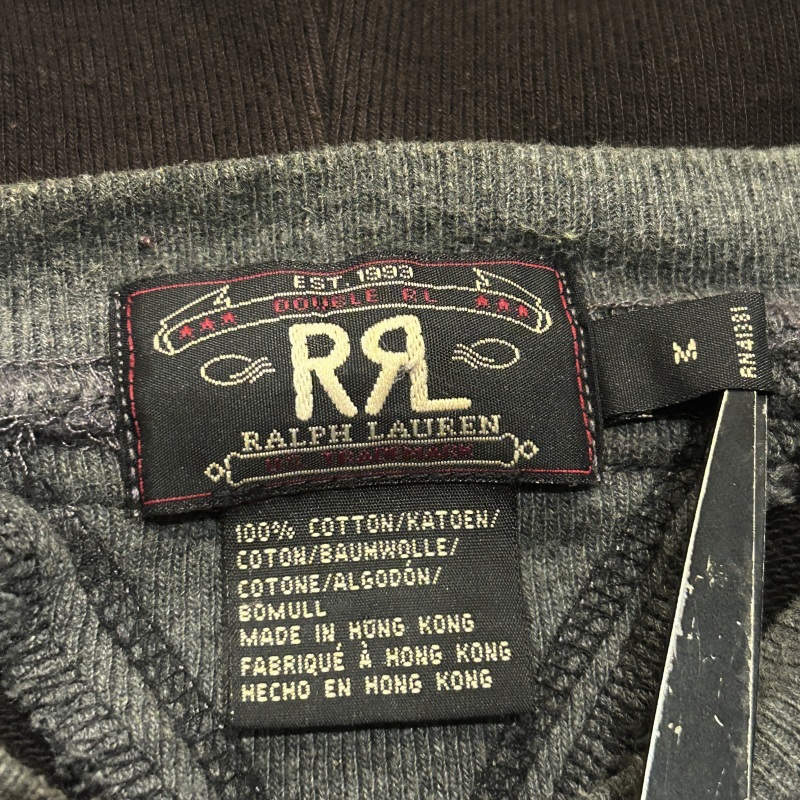 EST. 1993
DOUBLE RL
RRL
RALPH LAUREN
U.S. TRADEMARK
M
RN41381
100% COTTON/KATOEN/
COTON/BAUMWOLLE/
COTONE/ALGODÓN/
BOMULL
MADE IN HONG KONG
FABRIQUÉ À HONG KONG
HECHO EN HONG KONG